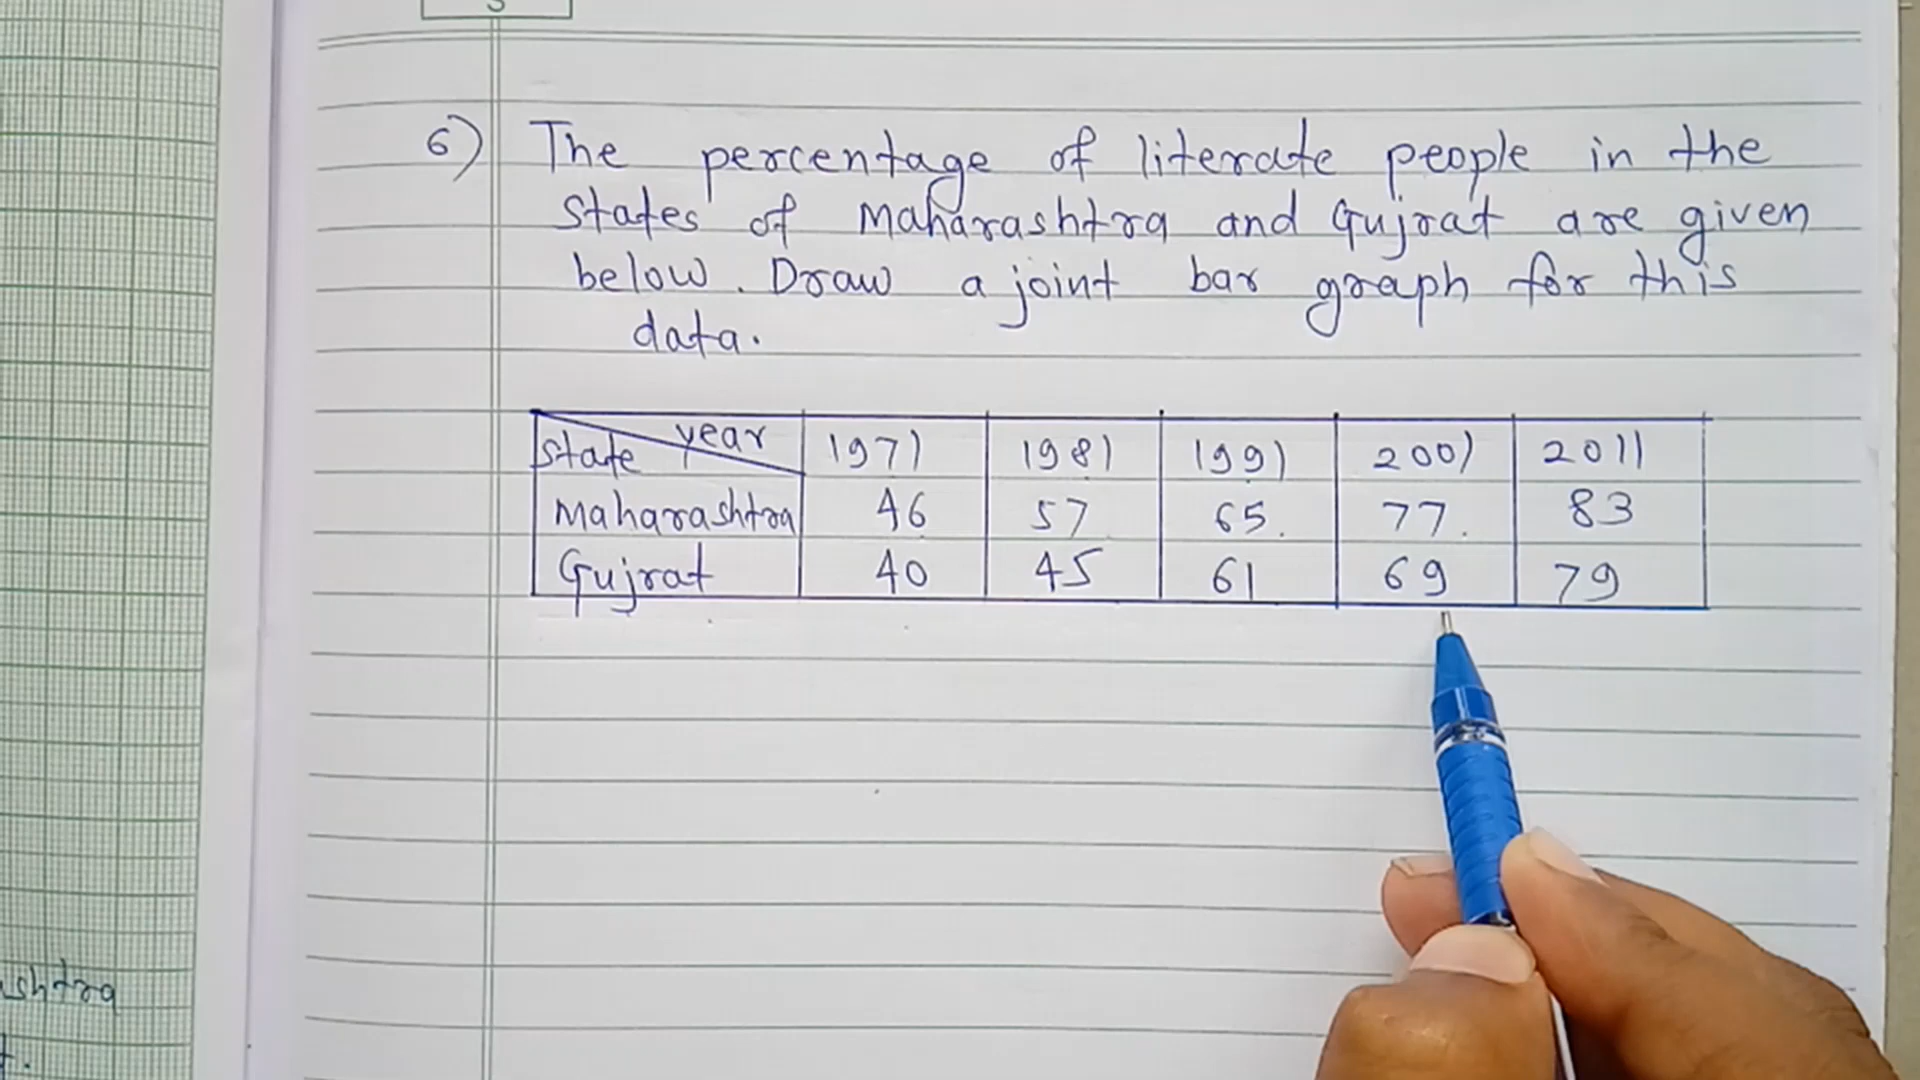 6) The percentage of literate people in the
states of Maharashtra and Gujrat are given
below. Draw a joint bar graph for this
data.
State year 1971 1981 1991 2001 2011
Maharashtra 46 57 65 77 83
Gujrat 40 45 61 69 79